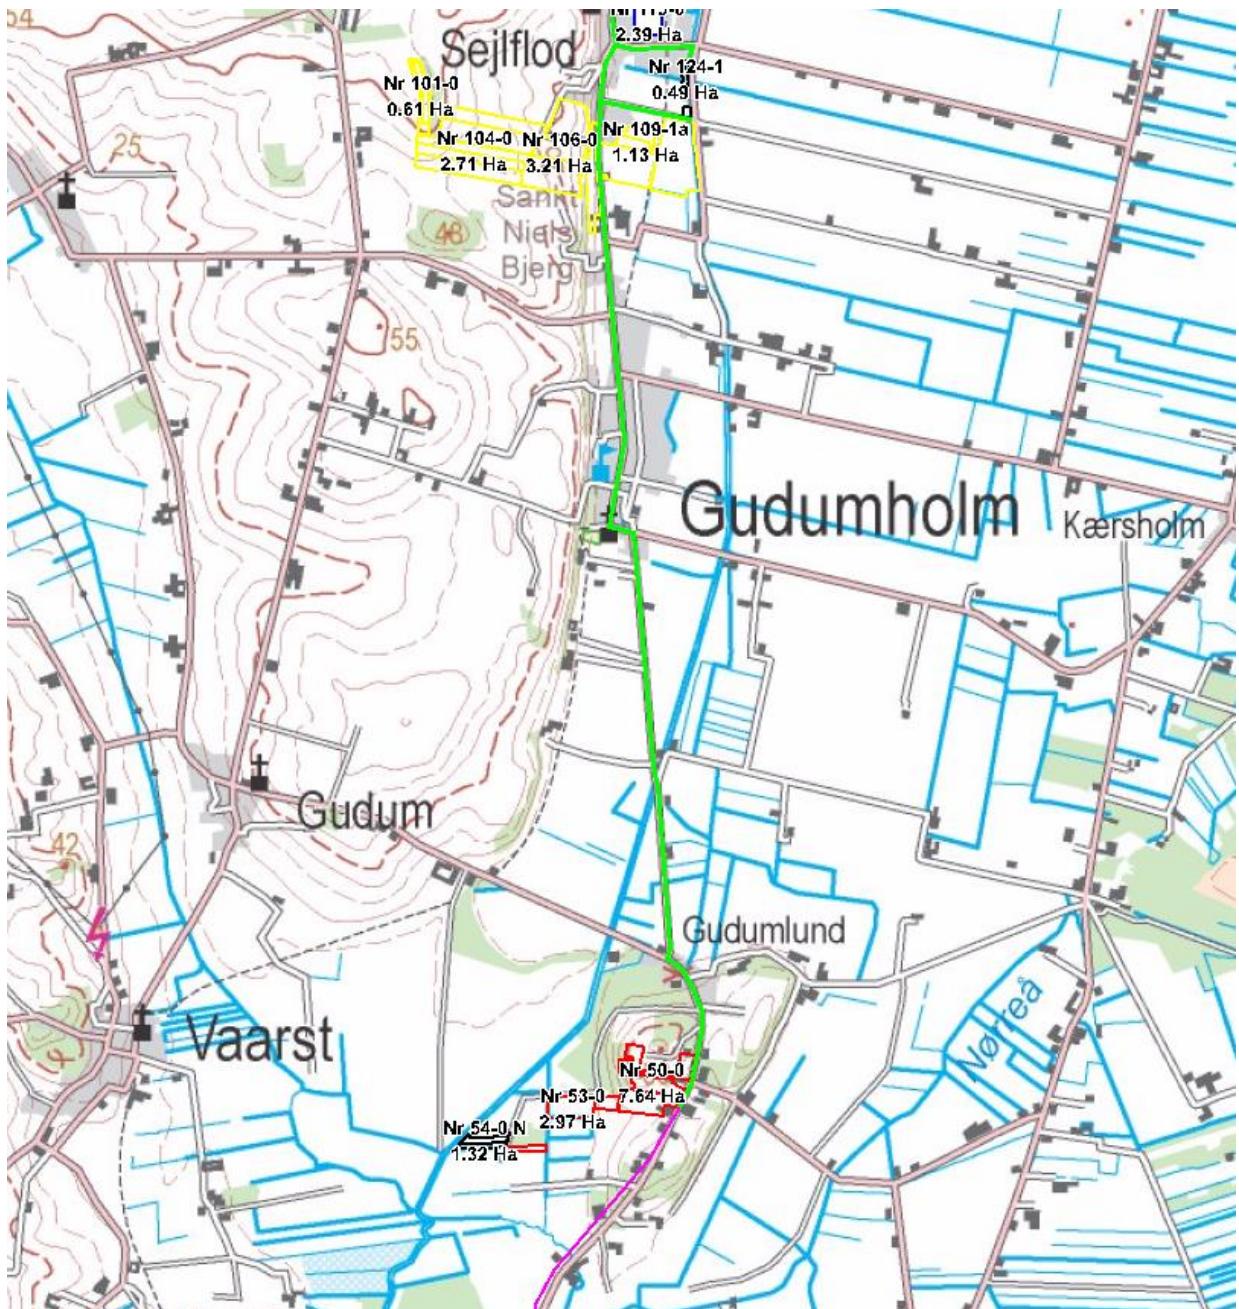 54
Sejlflod
2.39 Ha
Nr 124-1
0.49 Ha
Nr 101-0
0.61 Ha
Nr 104-0
2.71 Ha
Nr 106-0
3.21 Ha
Nr 109-1a
1.13 Ha
25
Sankt
Niels
Bjerg
48
55
Gudumholm
Kærsholm
Gudum
42
Gudumlund
Nørreå
Vaarst
Nr 50-0
7.64 Ha
Nr 53-0
2.97 Ha
Nr 54-0 N
1.32 Ha